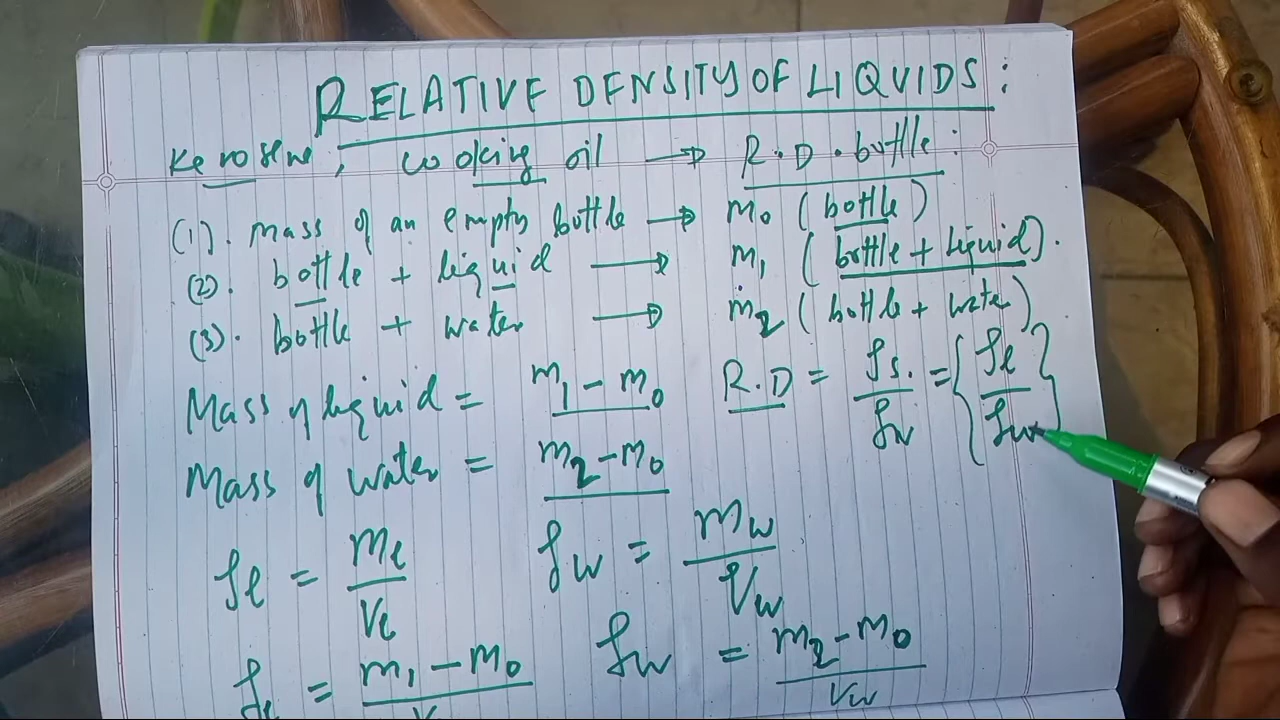 RELATIVE DENSITY OF LIQUIDS:
Kerosene, cooking oil → R.D. bottle:
(1). Mass of an empty bottle → m₀ (bottle)
(2). bottle + liquid → m₁ (bottle + liquid).
(3). bottle + water → m₂ (bottle + water)
Mass of liquid = m₁ - m₀
R.D = ρs. / ρw = { ρl / ρw }
Mass of water = m₂ - m₀
ρl = ml / Vl
ρw = mw / Vw
ρl = m₁ - m₀ / V
ρw = m₂ - m₀ / Vw